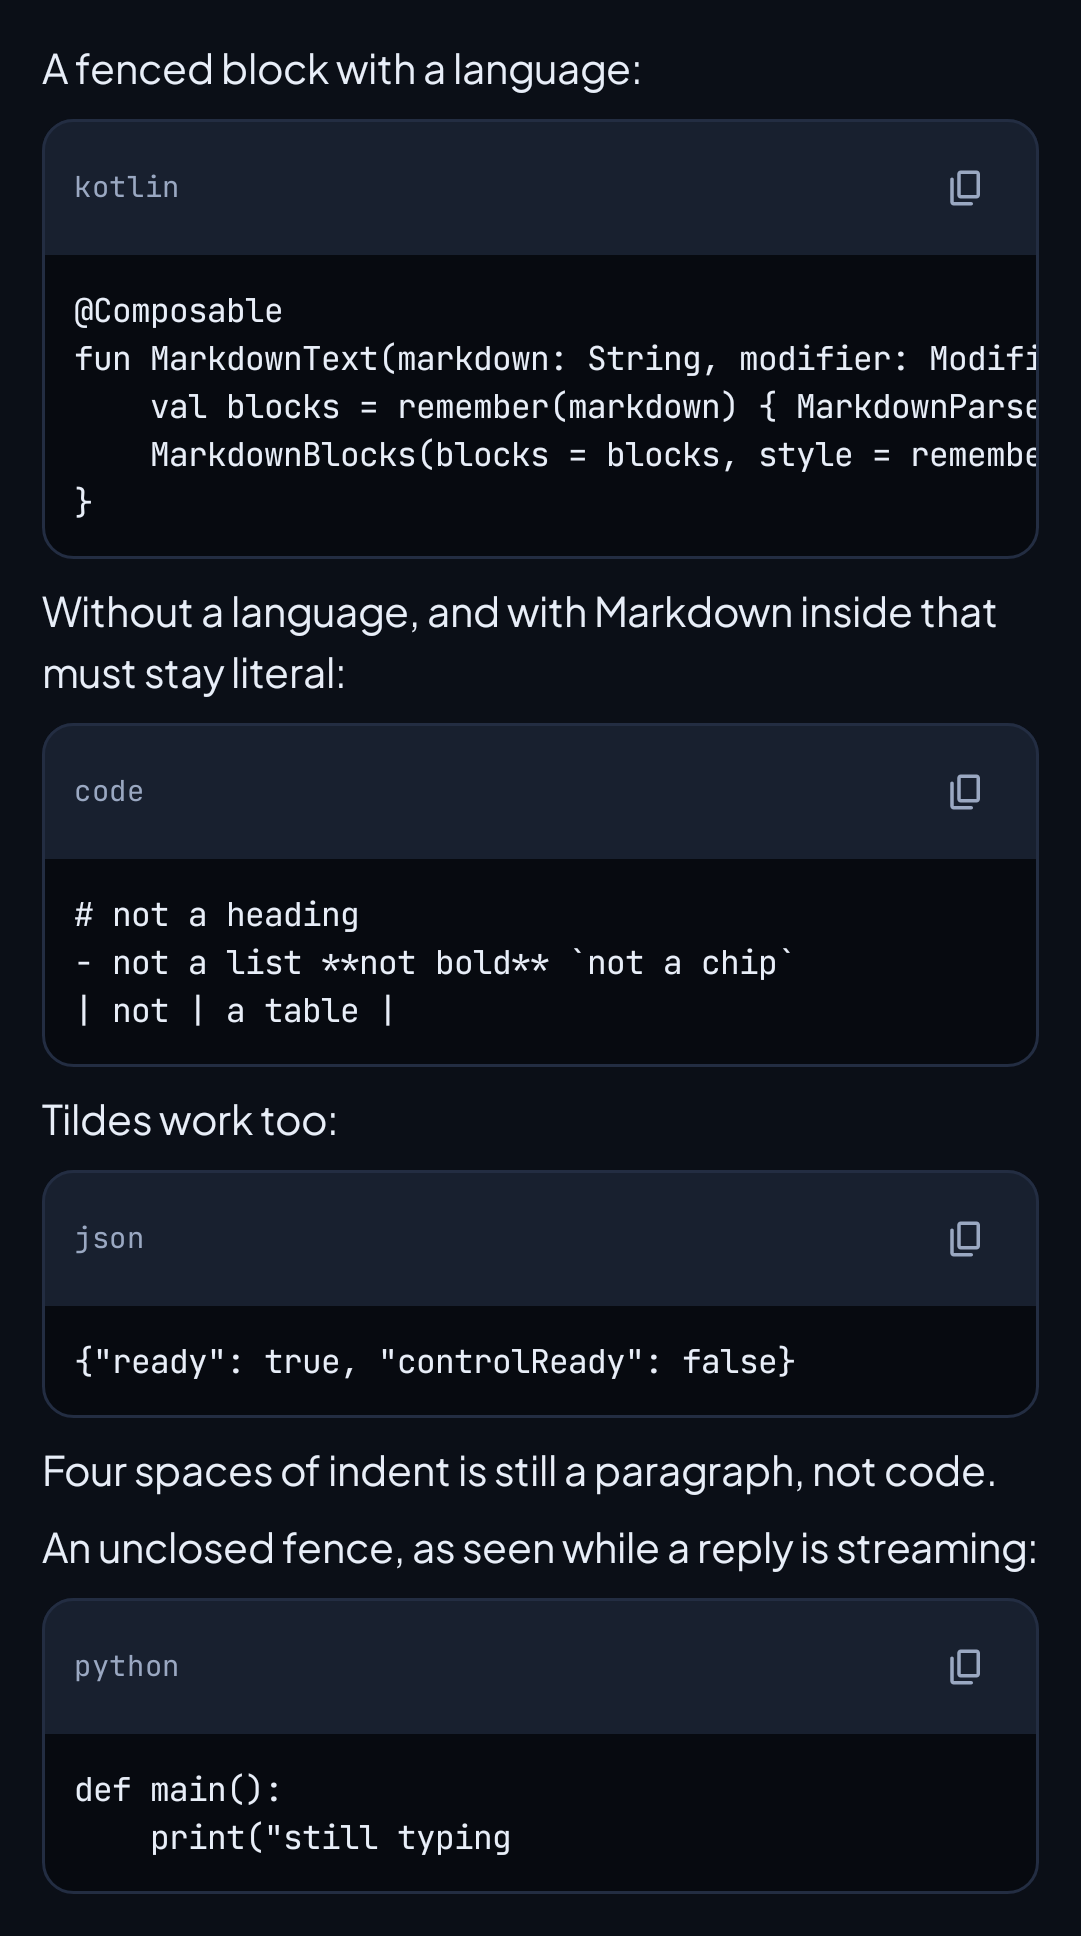 A fenced block with a language:
kotlin
@Composable
fun MarkdownText(markdown: String, modifier: Modifi
    val blocks = remember(markdown) { MarkdownParse
    MarkdownBlocks(blocks = blocks, style = remembe
}
Without a language, and with Markdown inside that
must stay literal:
code
# not a heading
- not a list **not bold** `not a chip`
| not | a table |
Tildes work too:
json
{"ready": true, "controlReady": false}
Four spaces of indent is still a paragraph, not code.
An unclosed fence, as seen while a reply is streaming:
python
def main():
    print("still typing